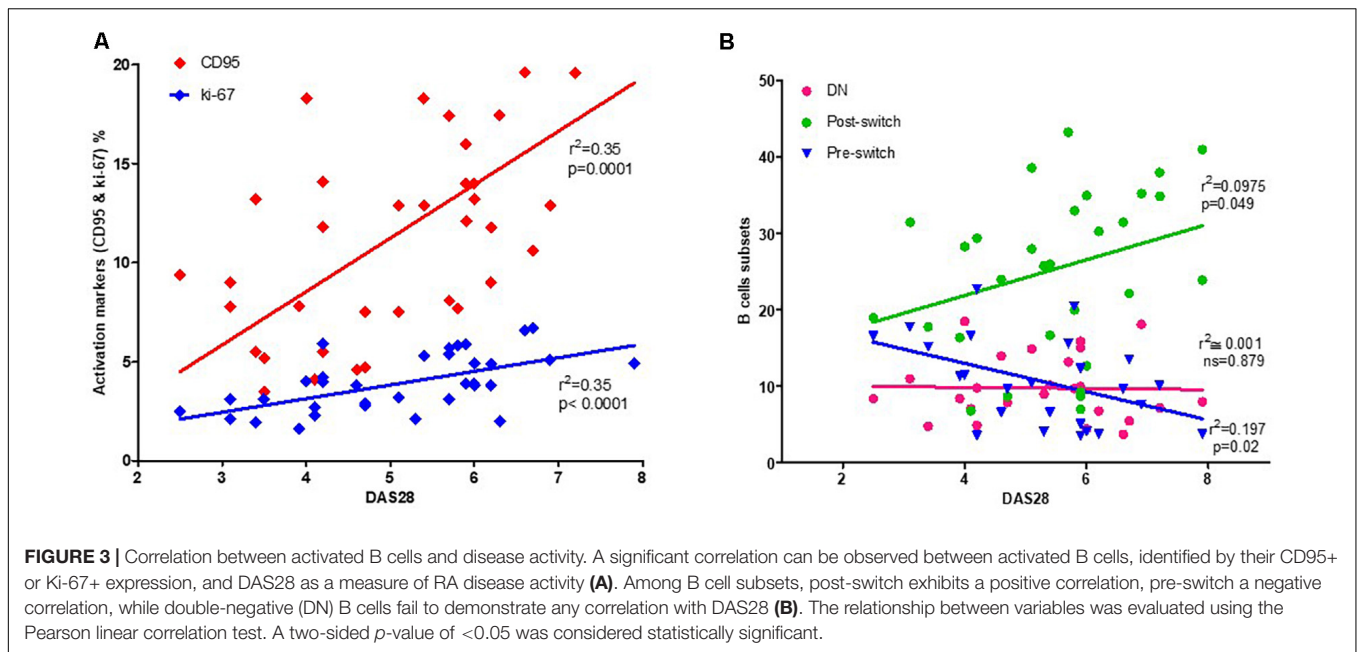 A
CD95
ki-67
20
15
10
5
0
Activation markers (CD95 & ki-67) %
r²=0.35
p=0.0001
r²=0.35
p< 0.0001
2 3 4 5 6 7 8
DAS28
B
DN
Post-switch
Pre-switch
50
40
30
20
10
0
B cells subsets
r²=0.0975
p=0.049
r²≅ 0.001
ns=0.879
r²=0.197
p=0.02
2 4 6 8
DAS28
FIGURE 3 | Correlation between activated B cells and disease activity. A significant correlation can be observed between activated B cells, identified by their CD95+
or Ki-67+ expression, and DAS28 as a measure of RA disease activity (A). Among B cell subsets, post-switch exhibits a positive correlation, pre-switch a negative
correlation, while double-negative (DN) B cells fail to demonstrate any correlation with DAS28 (B). The relationship between variables was evaluated using the
Pearson linear correlation test. A two-sided p-value of <0.05 was considered statistically significant.